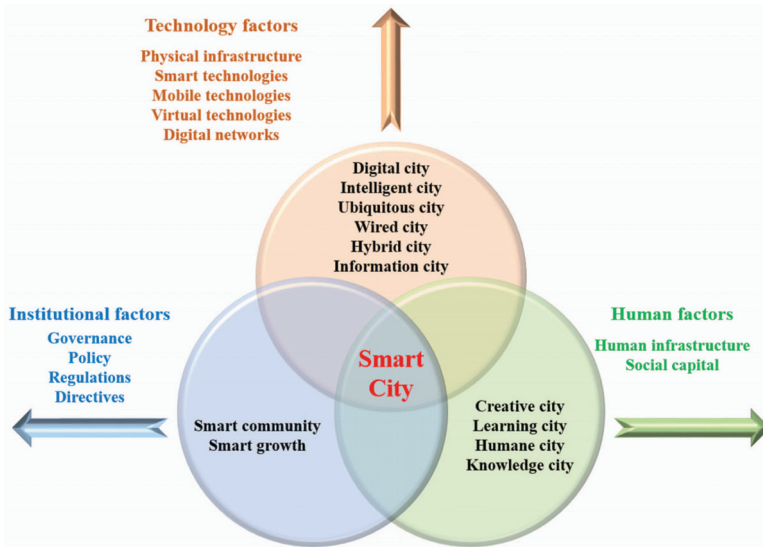 Technology factors
Physical infrastructure
Smart technologies
Mobile technologies
Virtual technologies
Digital networks
Digital city
Intelligent city
Ubiquitous city
Wired city
Hybrid city
Information city
Institutional factors
Governance
Policy
Regulations
Directives
Smart
City
Human factors
Human infrastructure
Social capital
Smart community
Smart growth
Creative city
Learning city
Humane city
Knowledge city